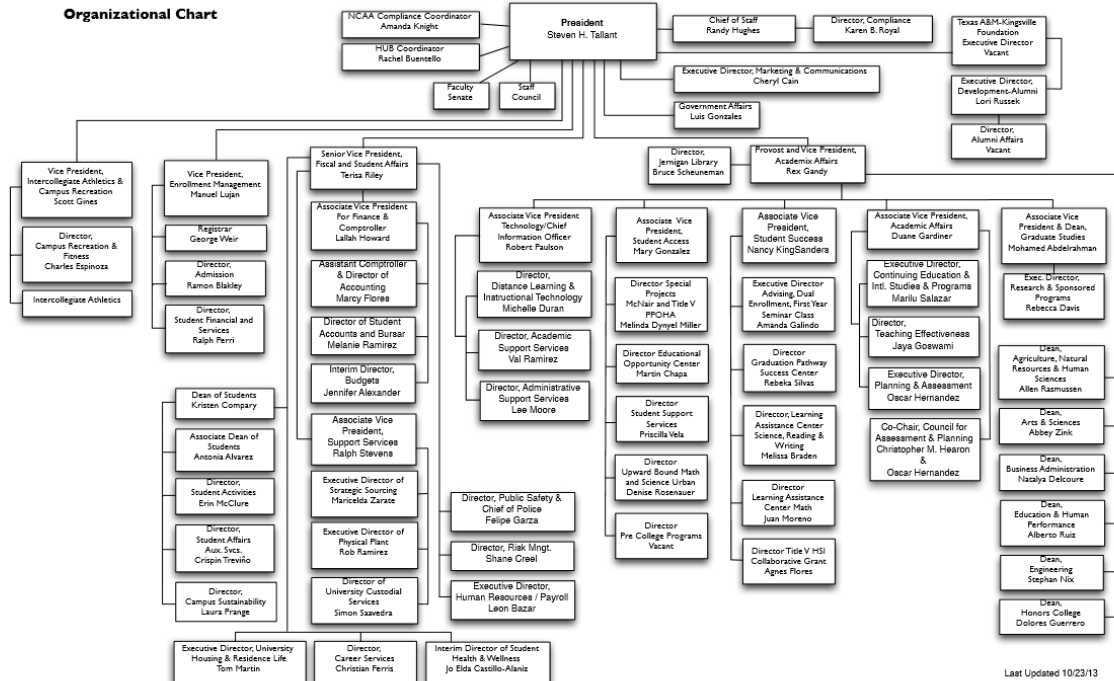 Organizational Chart
NCAA Compliance Coordinator
Amanda Knight
HUB Coordinator
Rachel Buentello
Faculty
Senate
Staff
Council
President
Steven H. Tallant
Chief of Staff
Randy Hughes
Director, Compliance
Karen B. Royal
Texas A&M-Kingsville
Foundation
Executive Director
Vacant
Executive Director,
Development-Alumni
Lori Russek
Director,
Alumni Affairs
Vacant
Executive Director, Marketing & Communications
Cheryl Cain
Government Affairs
Luis Gonzales
Vice President,
Intercollegiate Athletics &
Campus Recreation
Scott Gines
Director,
Campus Recreation &
Fitness
Charles Espinoza
Intercollegiate Athletics
Vice President,
Enrollment Management
Manuel Lujan
Registrar
George Weir
Director,
Admission
Ramon Blakley
Director,
Student Financial and
Services
Ralph Perri
Senior Vice President,
Fiscal and Student Affairs
Terisa Riley
Associate Vice President
For Finance &
Comptroller
Lallah Howard
Assistant Comptroller
& Director of
Accounting
Marcy Flores
Director of Student
Accounts and Bursar
Melanie Ramirez
Interim Director,
Budgets
Jennifer Alexander
Associate Vice
President,
Support Services
Ralph Stevens
Executive Director of
Strategic Sourcing
Maricelda Zarate
Executive Director of
Physical Plant
Rob Ramirez
Director of
University Custodial
Services
Simon Saavedra
Dean of Students
Kristen Compary
Associate Dean of
Students
Antonia Alvarez
Director,
Student Activities
Erin McClure
Director,
Student Affairs
Aux. Svcs.
Crispin Treviño
Director,
Campus Sustainability
Laura Prange
Executive Director, University
Housing & Residence Life
Tom Martin
Director,
Career Services
Christian Ferris
Interim Director of Student
Health & Wellness
Jo Elda Castillo-Alaniz
Director, Public Safety &
Chief of Police
Felipe Garza
Director, Risk Mngt.
Shane Creel
Executive Director,
Human Resources / Payroll
Leon Bazar
Director,
Jernigan Library
Bruce Scheuneman
Provost and Vice President,
Academix Affairs
Rex Gandy
Associate Vice President
Technology/Chief
Information Officer
Robert Paulson
Director,
Distance Learning &
Instructional Technology
Michelle Duran
Director, Academic
Support Services
Val Ramirez
Director, Administrative
Support Services
Lee Moore
Associate Vice
President,
Student Access
Mary Gonzalez
Director Special
Projects
McNair and Title V
PPOHA
Melinda Dynyel Miller
Director Educational
Opportunity Center
Martin Chapa
Director
Student Support
Services
Priscilla Vela
Director
Upward Bound Math
and Science Urban
Denise Rosenauer
Director
Pre College Programs
Vacant
Associate Vice
President,
Student Success
Nancy KingSanders
Executive Director
Advising, Dual
Enrollment, First Year
Seminar Class
Amanda Galindo
Director
Graduation Pathway
Success Center
Rebeka Silvas
Director, Learning
Assistance Center
Science, Reading &
Writing
Melissa Braden
Director
Learning Assistance
Center Math
Juan Moreno
Director Title V HSI
Collaborative Grant
Agnes Flores
Associate Vice President,
Academic Affairs
Duane Gardiner
Executive Director,
Continuing Education &
Intl. Studies & Programs
Marilu Salazar
Director,
Teaching Effectiveness
Jaya Goswami
Executive Director,
Planning & Assessment
Oscar Hernandez
Co-Chair, Council for
Assessment & Planning
Christopher M. Hearon
&
Oscar Hernandez
Associate Vice
President & Dean,
Graduate Studies
Mohamed Abdelrahman
Exec. Director,
Research & Sponsored
Programs
Rebecca Davis
Dean,
Agriculture, Natural
Resources & Human
Sciences
Allen Rasmussen
Dean,
Arts & Sciences
Abbey Zink
Dean,
Business Administration
Natalya Delcoure
Dean,
Education & Human
Performance
Alberto Ruiz
Dean,
Engineering
Stephan Nix
Dean,
Honors College
Dolores Guerrero
Last Updated 10/23/13